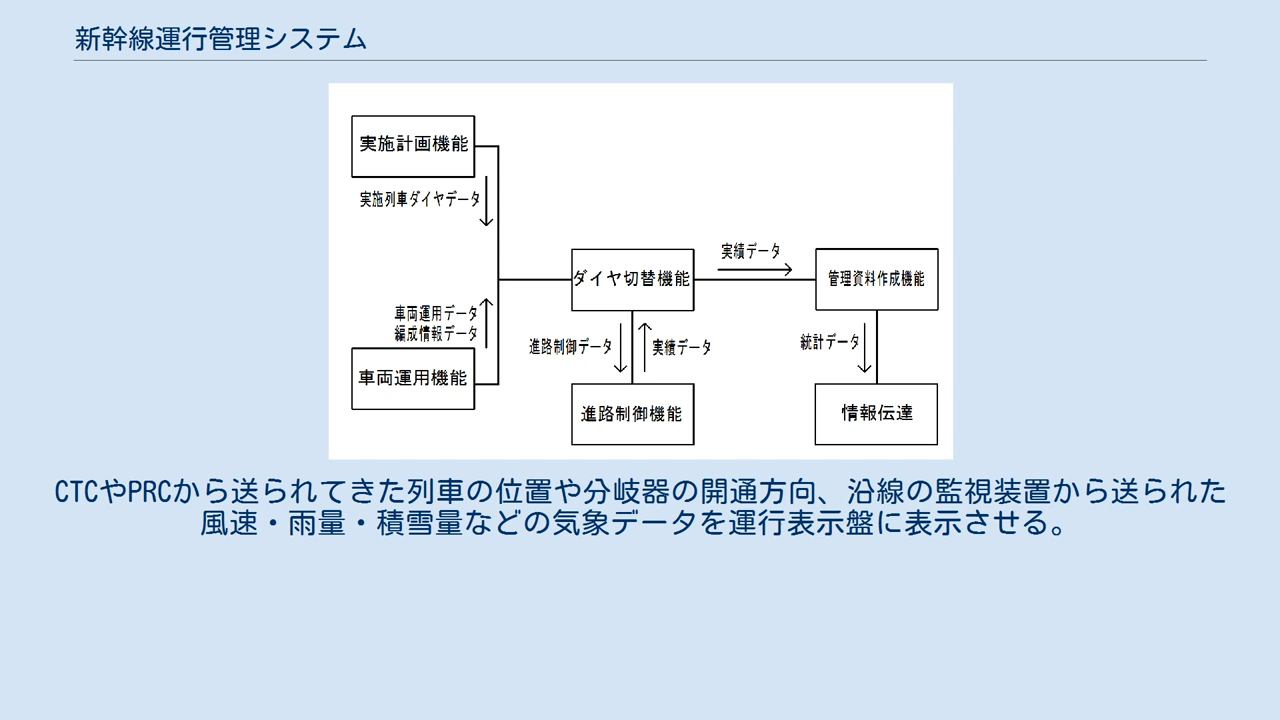 新幹線運行管理システム
実施計画機能
実施列車ダイヤデータ
車両運用データ
編成情報データ
車両運用機能
ダイヤ切替機能
実績データ
管理資料作成機能
進路制御データ
実績データ
統計データ
進路制御機能
情報伝達
CTCやPRCから送られてきた列車の位置や分岐器の開通方向、沿線の監視装置から送られた
風速・雨量・積雪量などの気象データを運行表示盤に表示させる。